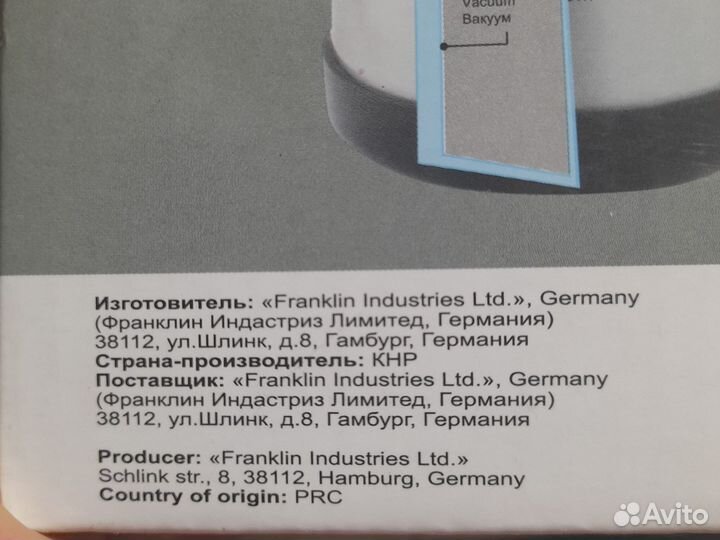 Vacuum
Вакуум
Изготовитель: «Franklin Industries Ltd.», Germany
(Франклин Индастриз Лимитед, Германия)
38112, ул.Шлинк, д.8, Гамбург, Германия
Страна-производитель: КНР
Поставщик: «Franklin Industries Ltd.», Germany
(Франклин Индастриз Лимитед, Германия)
38112, ул.Шлинк, д.8, Гамбург, Германия
Producer: «Franklin Industries Ltd.»
Schlink str., 8, 38112, Hamburg, Germany
Country of origin: PRC
Avito